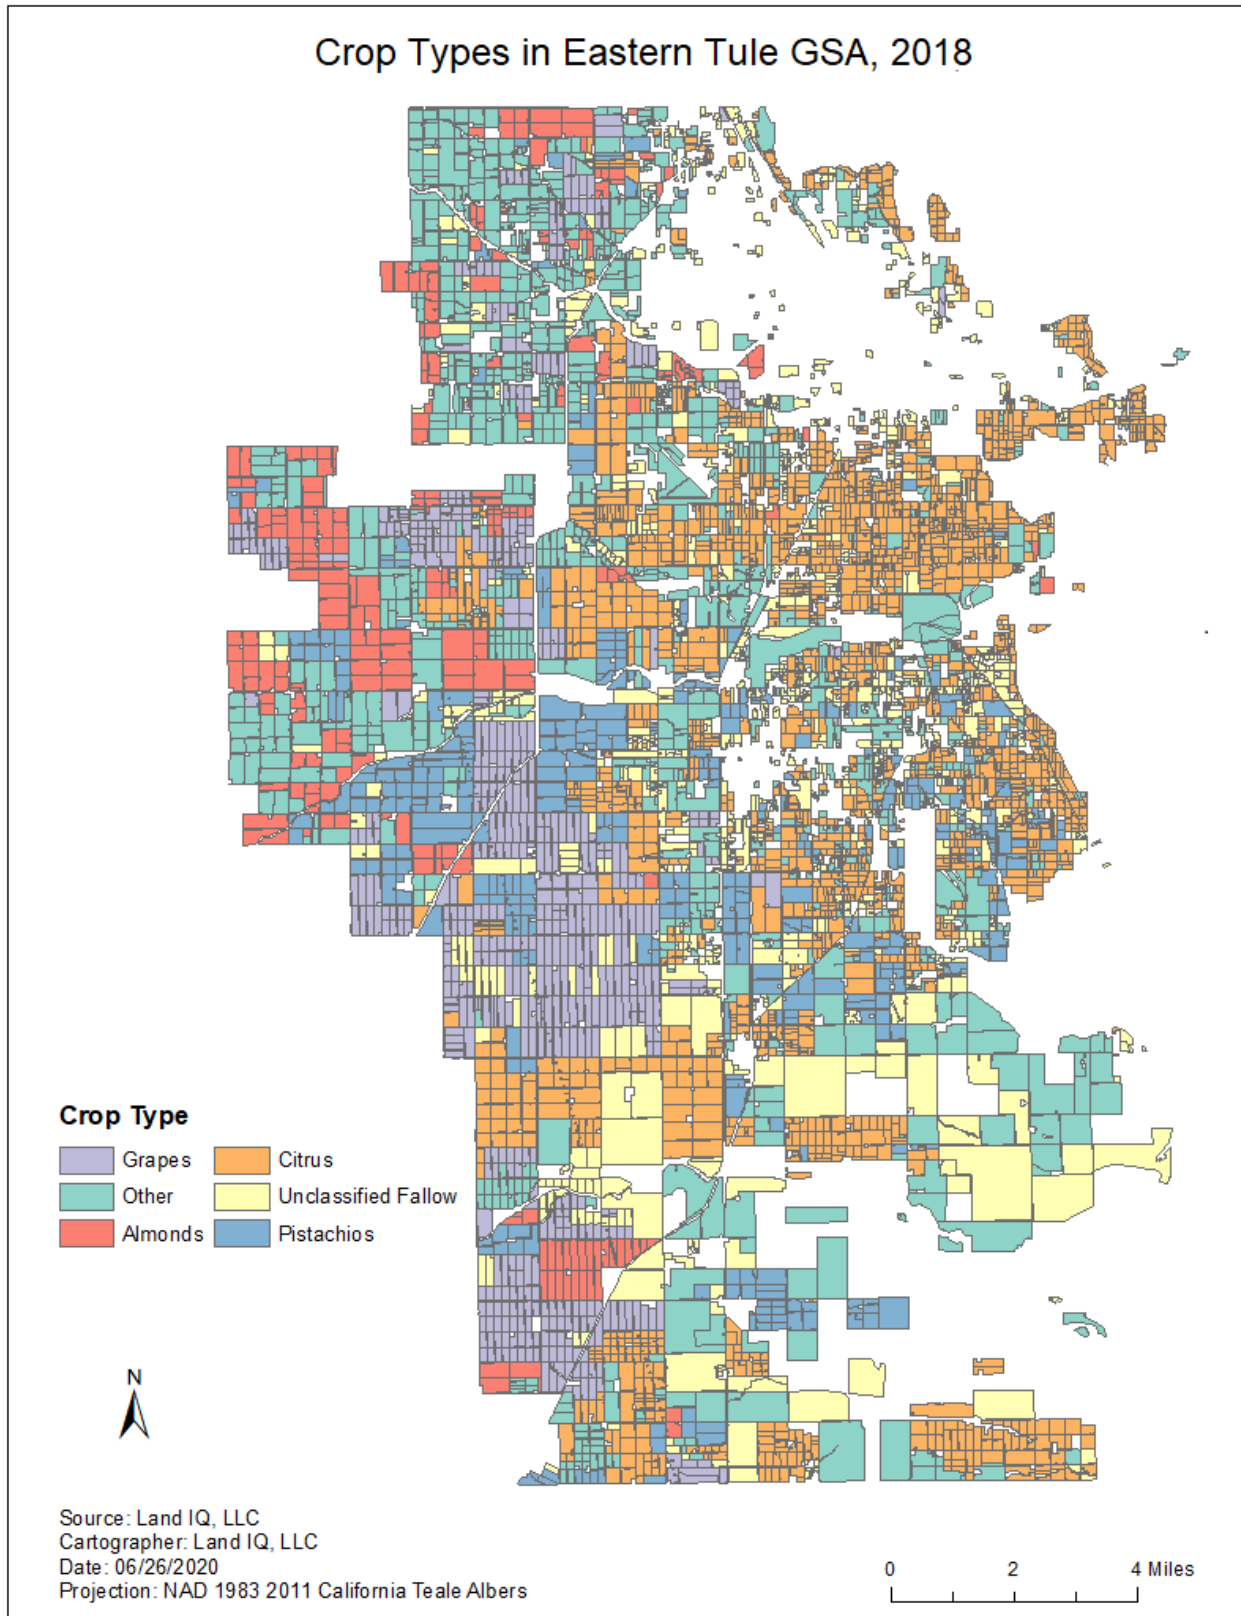 Crop Types in Eastern Tule GSA, 2018
Crop Type
Grapes
Citrus
Other
Unclassified Fallow
Almonds
Pistachios
N
Source: Land IQ, LLC
Cartographer: Land IQ, LLC
Date: 06/26/2020
Projection: NAD 1983 2011 California Teale Albers
0 2 4 Miles